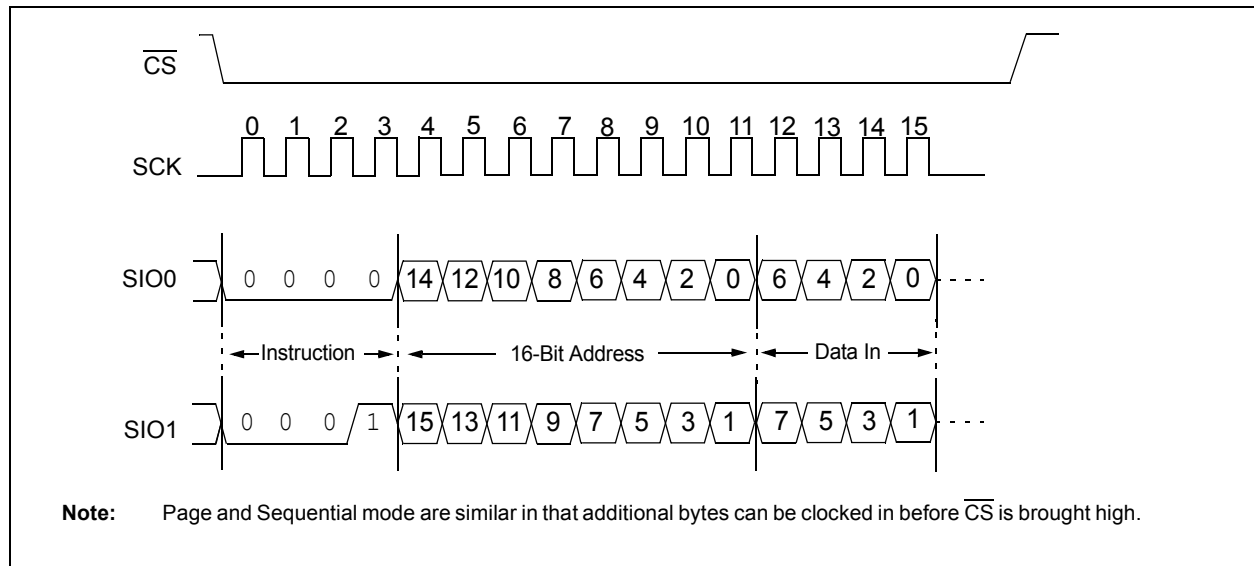 CS
0 1 2 3 4 5 6 7 8 9 10 11 12 13 14 15
SCK
SIO0 0 0 0 0 14 12 10 8 6 4 2 0 6 4 2 0
Instruction 16-Bit Address Data In
SIO1 0 0 0 1 15 13 11 9 7 5 3 1 7 5 3 1
Note: Page and Sequential mode are similar in that additional bytes can be clocked in before CS is brought high.